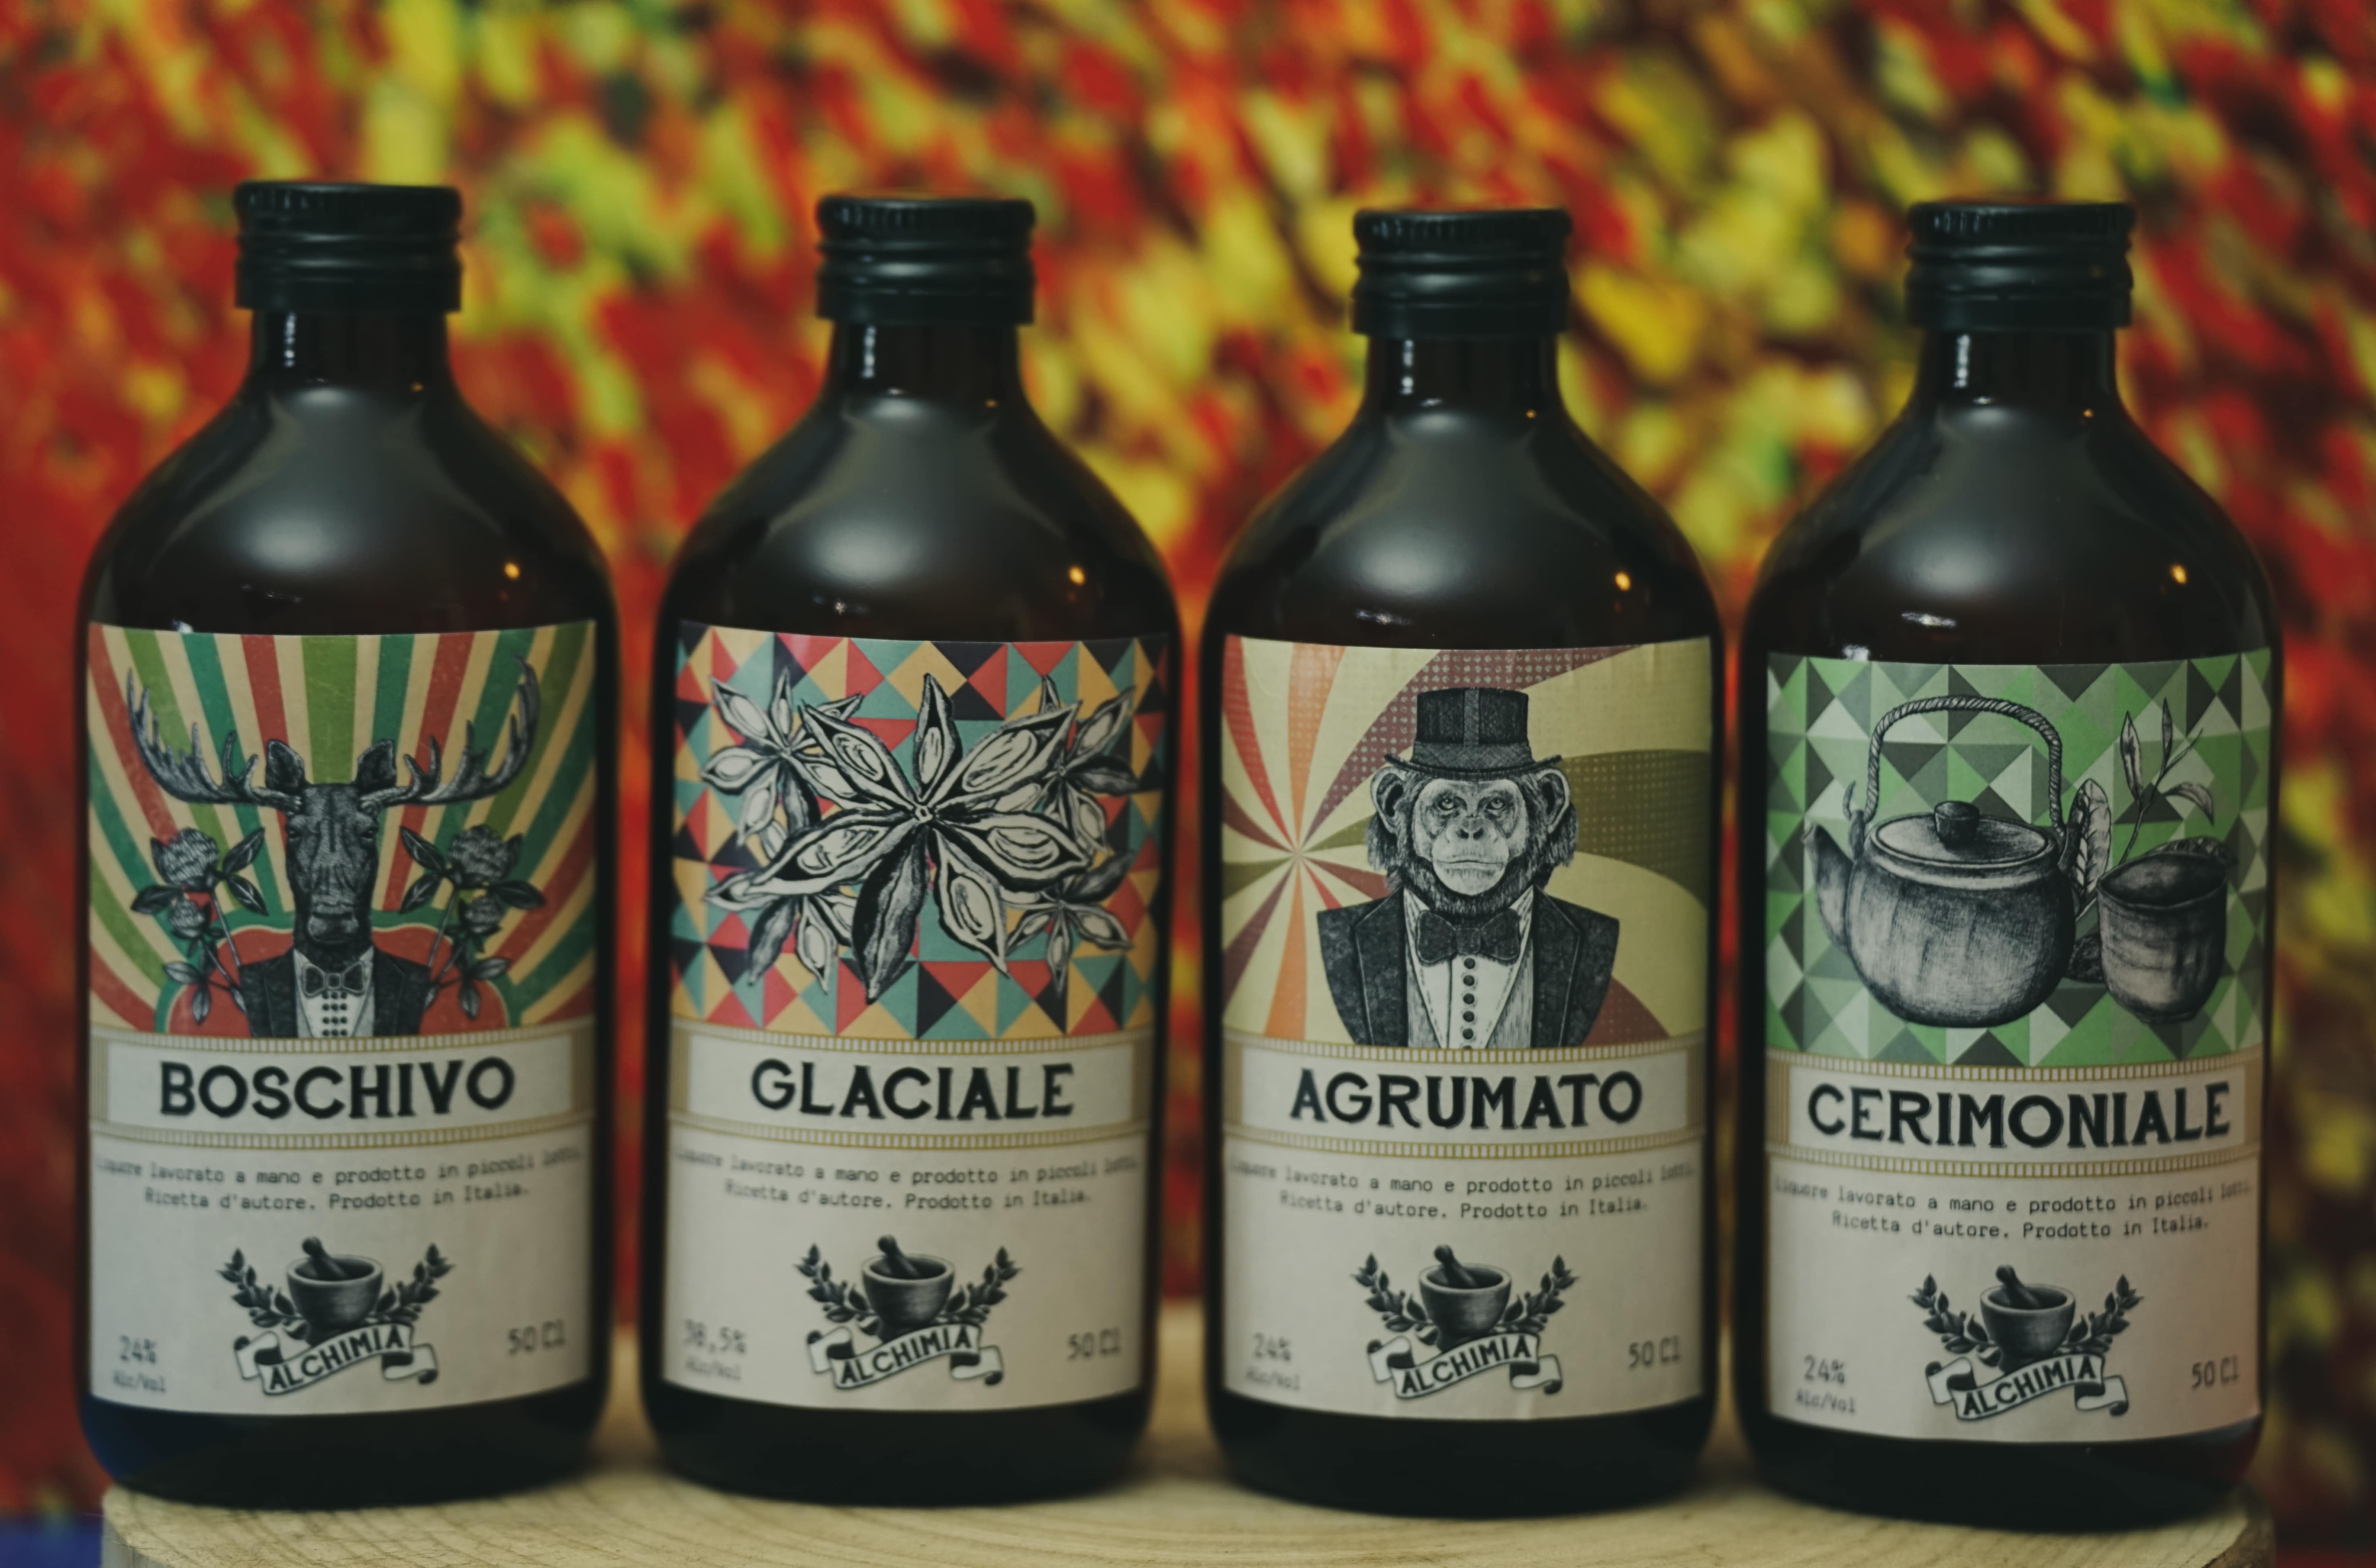 BOSCHIVO
liquore lavorato a mano e prodotto in piccoli lotti.
Ricetta d'autore. Prodotto in Italia.
24%
Alc/Vol
ALCHIMIA
50 Cl
GLACIALE
liquore lavorato a mano e prodotto in piccoli lotti.
Ricetta d'autore. Prodotto in Italia.
38,5%
Alc/Vol
ALCHIMIA
50 Cl
AGRUMATO
liquore lavorato a mano e prodotto in piccoli lotti.
Ricetta d'autore. Prodotto in Italia.
24%
Alc/Vol
ALCHIMIA
50 Cl
CERIMONIALE
liquore lavorato a mano e prodotto in piccoli lotti.
Ricetta d'autore. Prodotto in Italia.
24%
Alc/Vol
ALCHIMIA
50 Cl